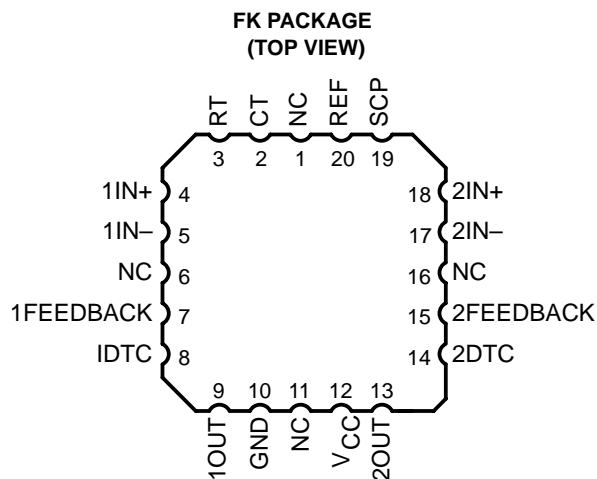 FK PACKAGE
(TOP VIEW)
RT CT NC REF SCP
3 2 1 20 19
1IN+ 4 18 2IN+
1IN– 5 17 2IN–
NC 6 16 NC
1FEEDBACK 7 15 2FEEDBACK
IDTC 8 14 2DTC
9 10 11 12 13
1OUT GND NC VCC 2OUT